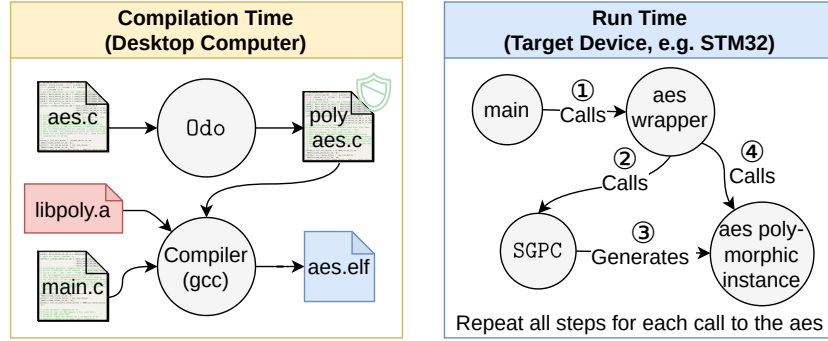 Compilation Time
(Desktop Computer)
aes.c
Odo
poly
aes.c
libpoly.a
main.c
Compiler
(gcc)
aes.elf
Run Time
(Target Device, e.g. STM32)
main
①
Calls
aes
wrapper
②
Calls
④
Calls
SGPC
③
Generates
aes poly-
morphic
instance
Repeat all steps for each call to the aes